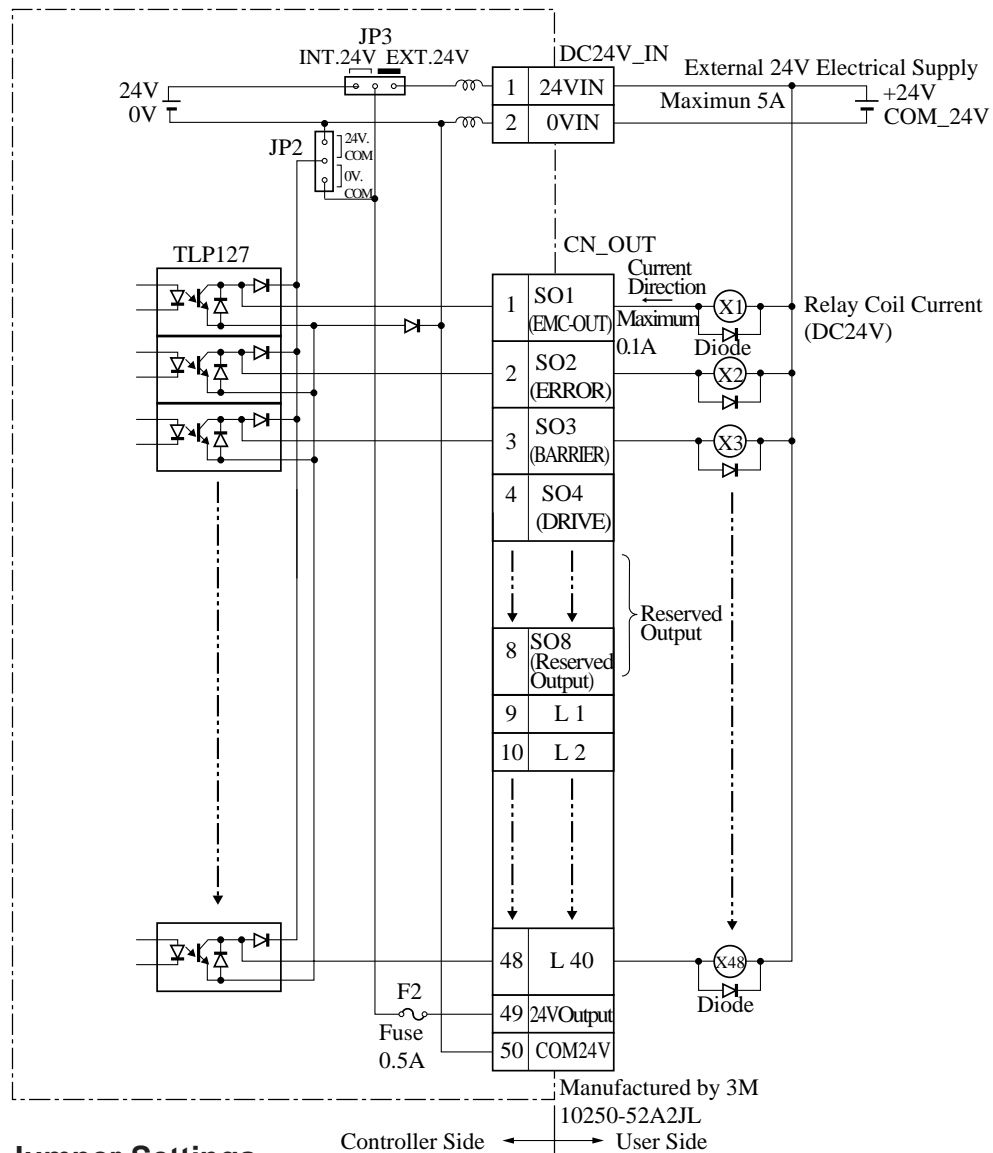 JP3
INT.24V EXT.24V
DC24V_IN
External 24V Electrical Supply
24V
0V
1 24VIN
Maximun 5A
+24V
COM_24V
2 0VIN
JP2
24V.
COM
0V.
COM
TLP127
CN_OUT
Current
Direction
1 SO1
(EMC-OUT)
Maximum
0.1A
X1
Diode
Relay Coil Current
(DC24V)
2 SO2
(ERROR)
X2
3 SO3
(BARRIER)
X3
4 SO4
(DRIVE)
Reserved
Output
8 SO8
(Reserved
Output)
9 L 1
10 L 2
48 L 40
X48
Diode
F2
Fuse
0.5A
49 24VOutput
50 COM24V
Manufactured by 3M
10250-52A2JL
Controller Side User Side
Jumper Settings